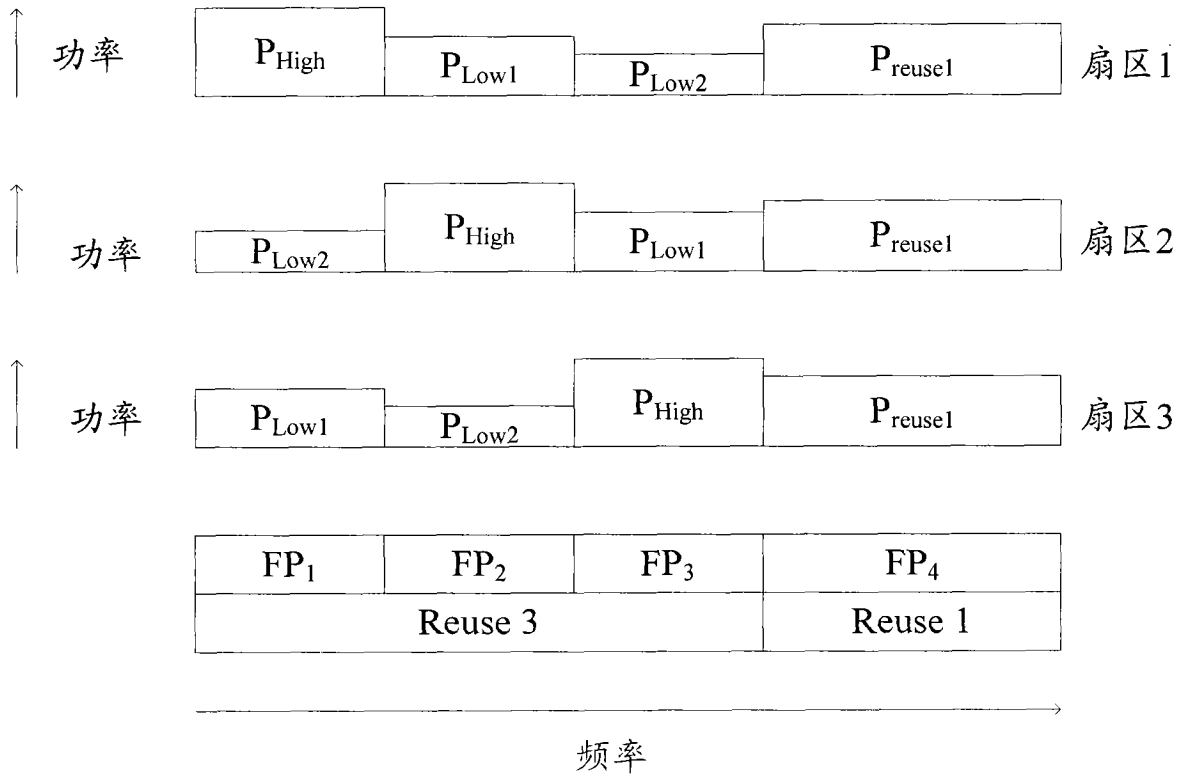 功率 P_High P_Low1 P_Low2 P_reuse1 扇区1
功率 P_Low2 P_High P_Low1 P_reuse1 扇区2
功率 P_Low1 P_Low2 P_High P_reuse1 扇区3
FP₁ FP₂ FP₃ FP₄
Reuse 3 Reuse 1
频率